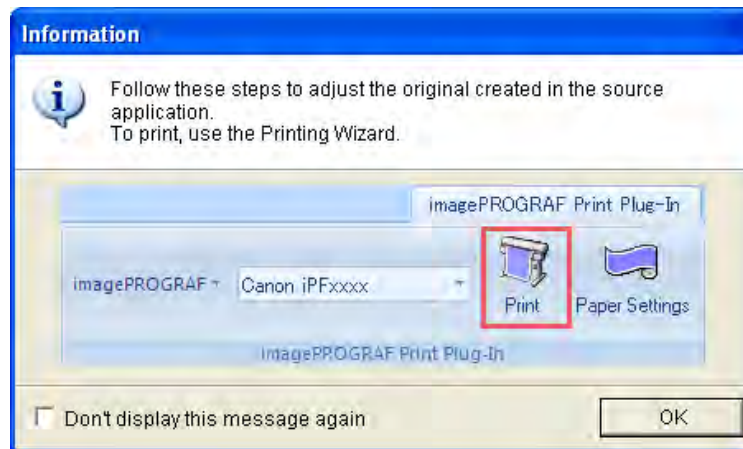 Information
Follow these steps to adjust the original created in the source
application.
To print, use the Printing Wizard.
imagePROGRAF Print Plug-In
imagePROGRAF
Canon iPFxxxx
Print
Paper Settings
imagePROGRAF Print Plug-In
Don't display this message again
OK